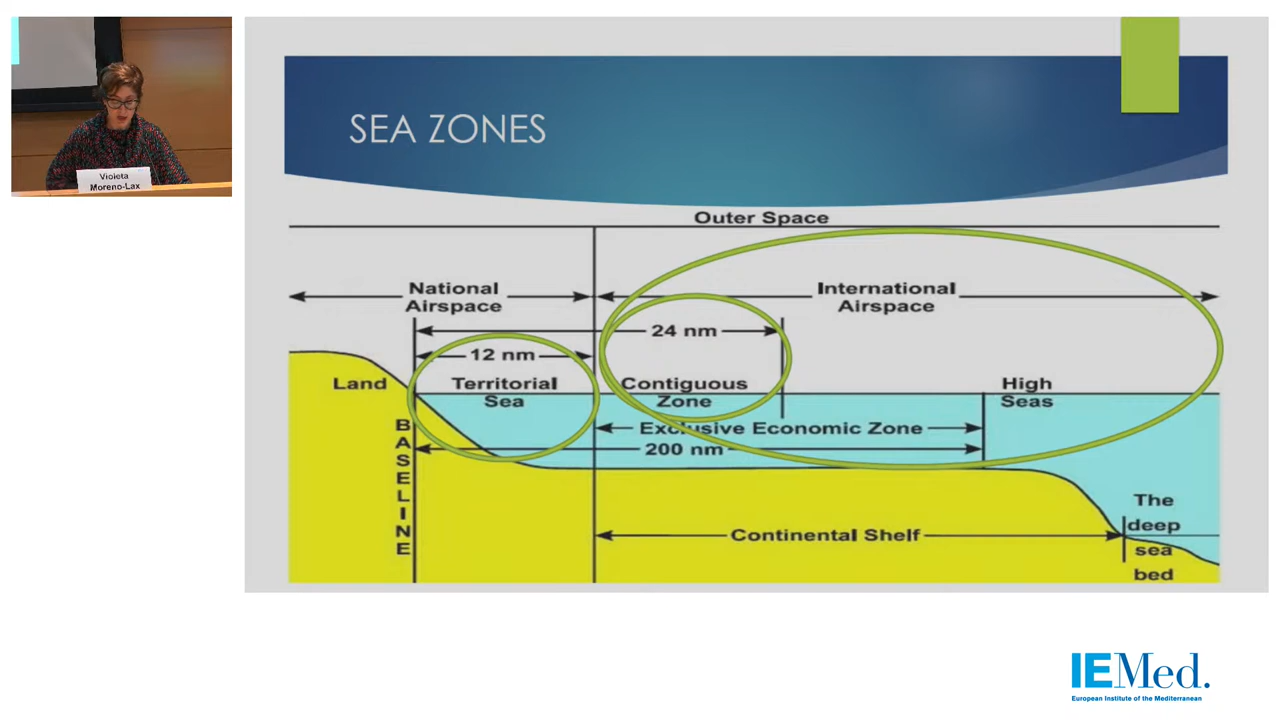 Violeta
Moreno-Lax
SEA ZONES
Outer Space
National
Airspace
International
Airspace
24 nm
12 nm
Land
Territorial
Sea
Contiguous
Zone
High
Seas
BASELINE
Exclusive Economic Zone
200 nm
Continental Shelf
The
deep
sea
bed
IEMed.
European Institute of the Mediterranean